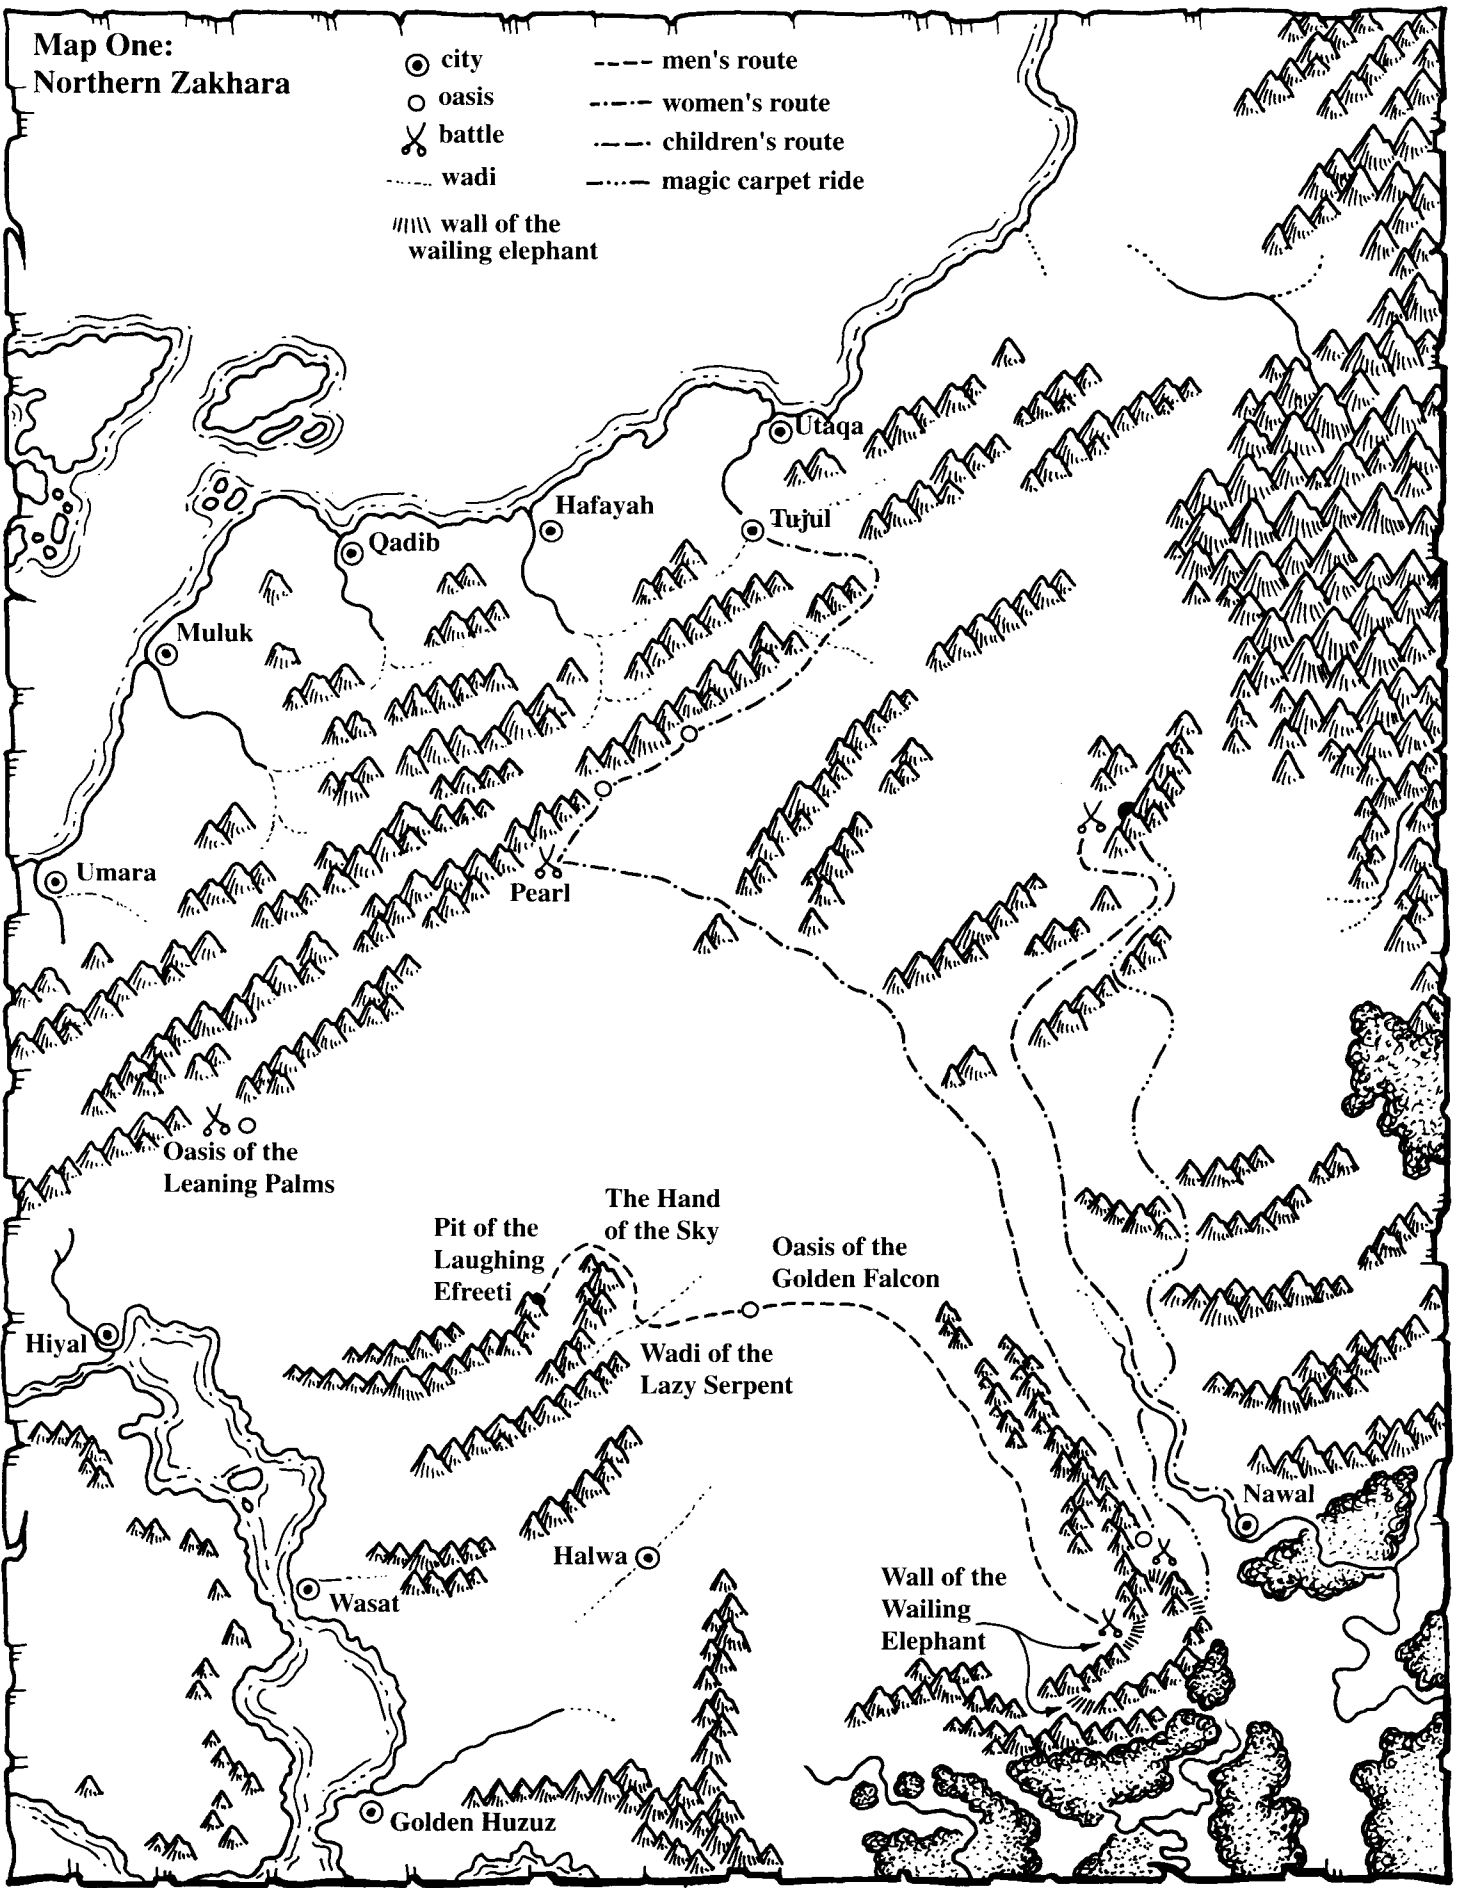 Map One:
Northern Zakhara
city
oasis
battle
wadi
wall of the
wailing elephant
men's route
women's route
children's route
magic carpet ride
Utaqa
Hafayah
Tujul
Qadib
Muluk
Umara
Pearl
Oasis of the
Leaning Palms
The Hand
of the Sky
Pit of the
Laughing
Efreeti
Oasis of the
Golden Falcon
Hiyal
Wadi of the
Lazy Serpent
Nawal
Halwa
Wasat
Wall of the
Wailing
Elephant
Golden Huzuz